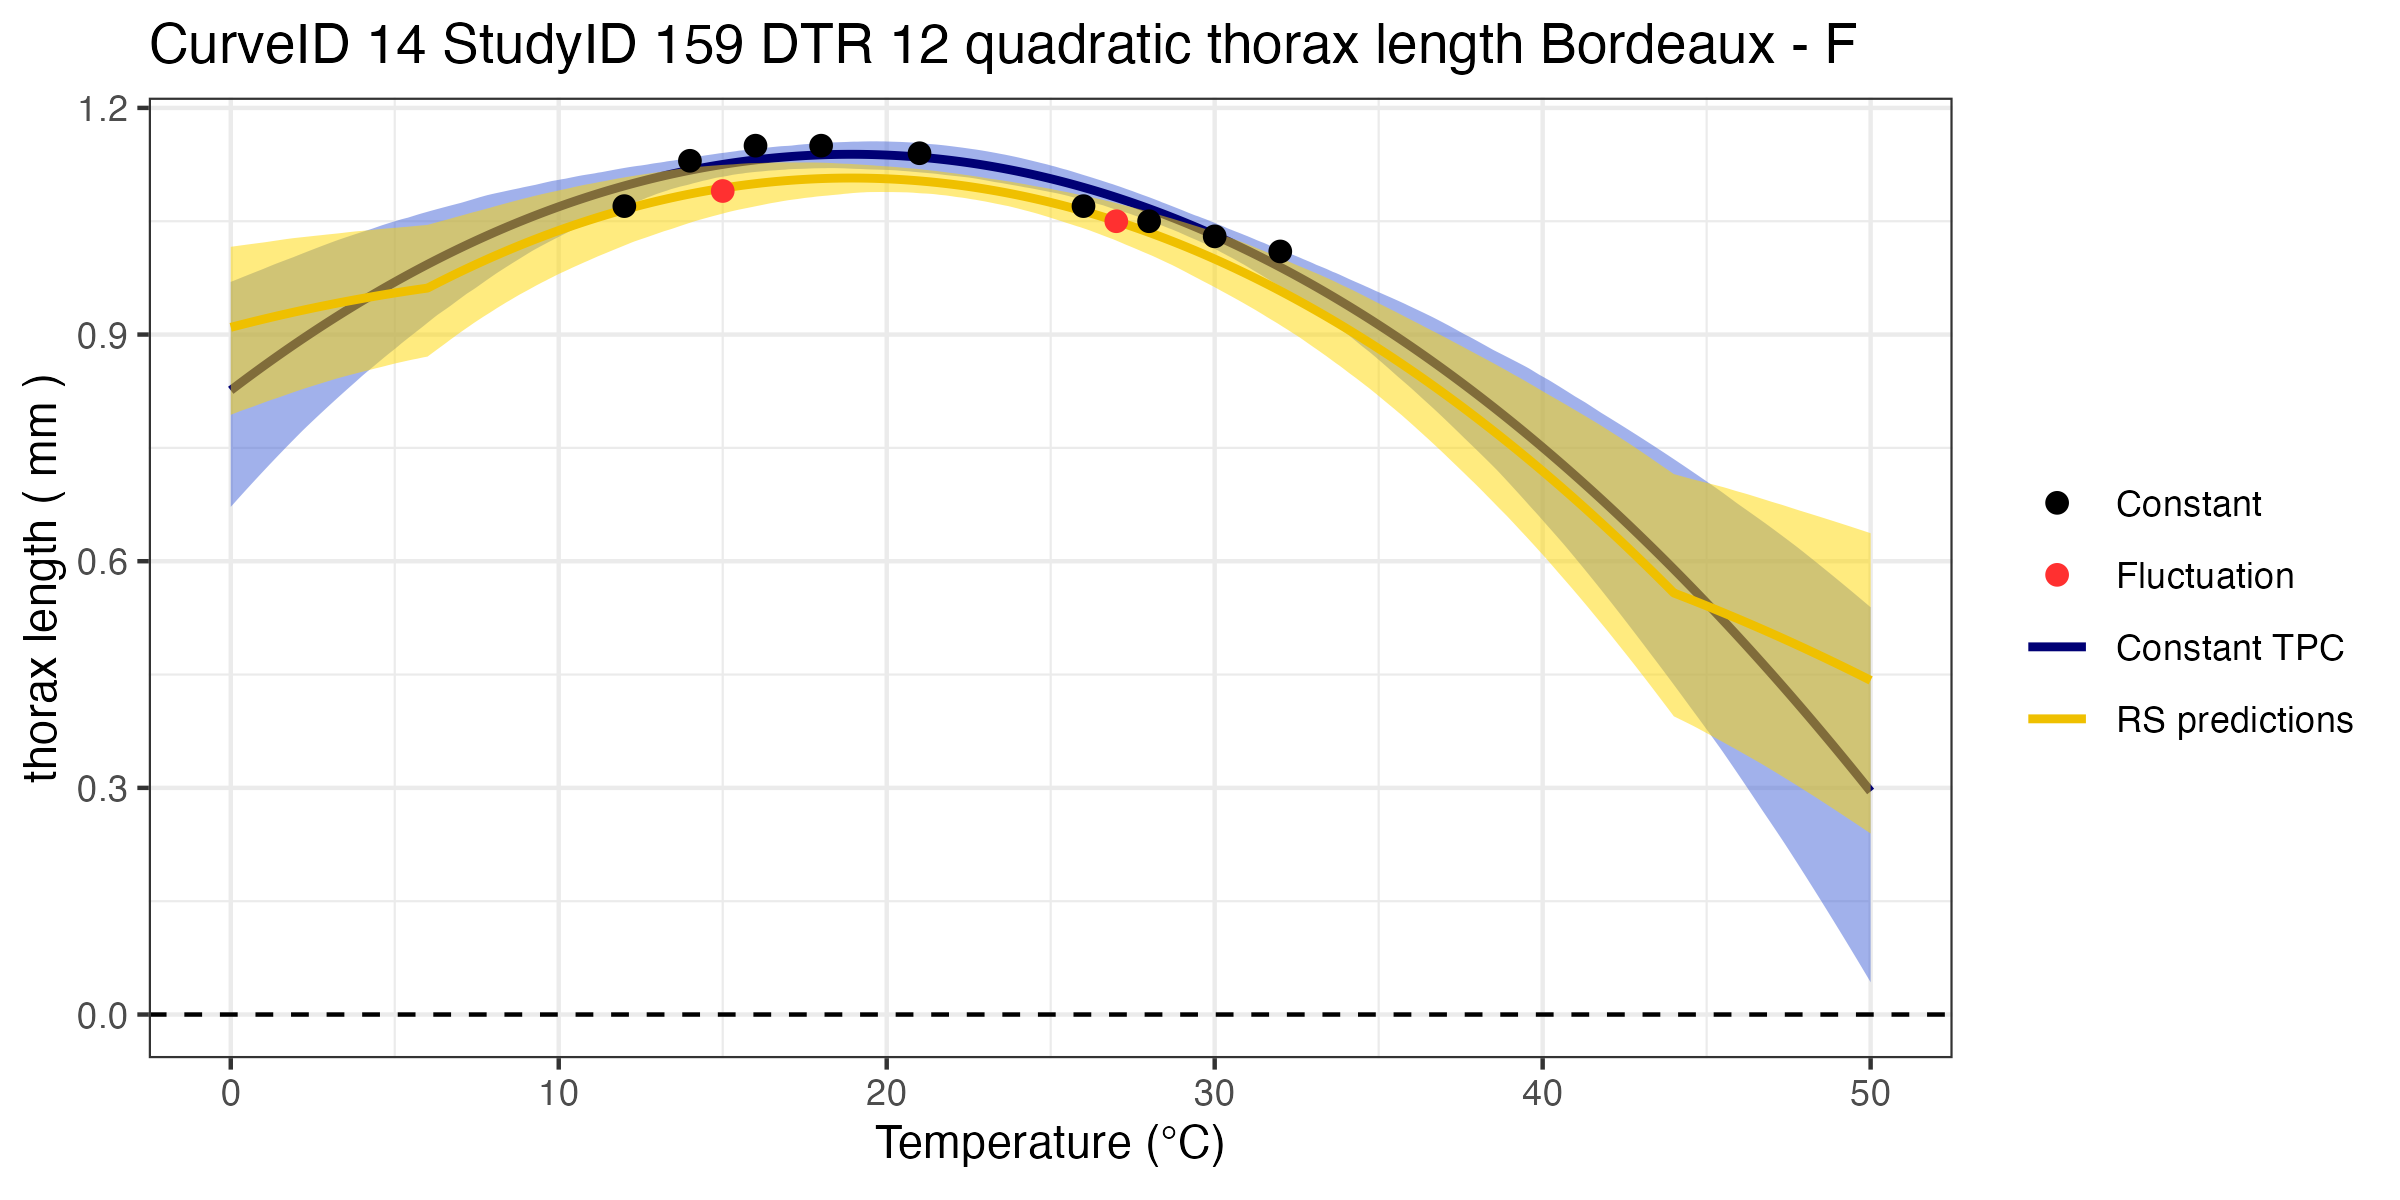 CurveID 14 StudyID 159 DTR 12 quadratic thorax length Bordeaux - F
thorax length ( mm )
1.2
0.9
0.6
0.3
0.0
0 10 20 30 40 50
Temperature (°C)
Constant
Fluctuation
Constant TPC
RS predictions